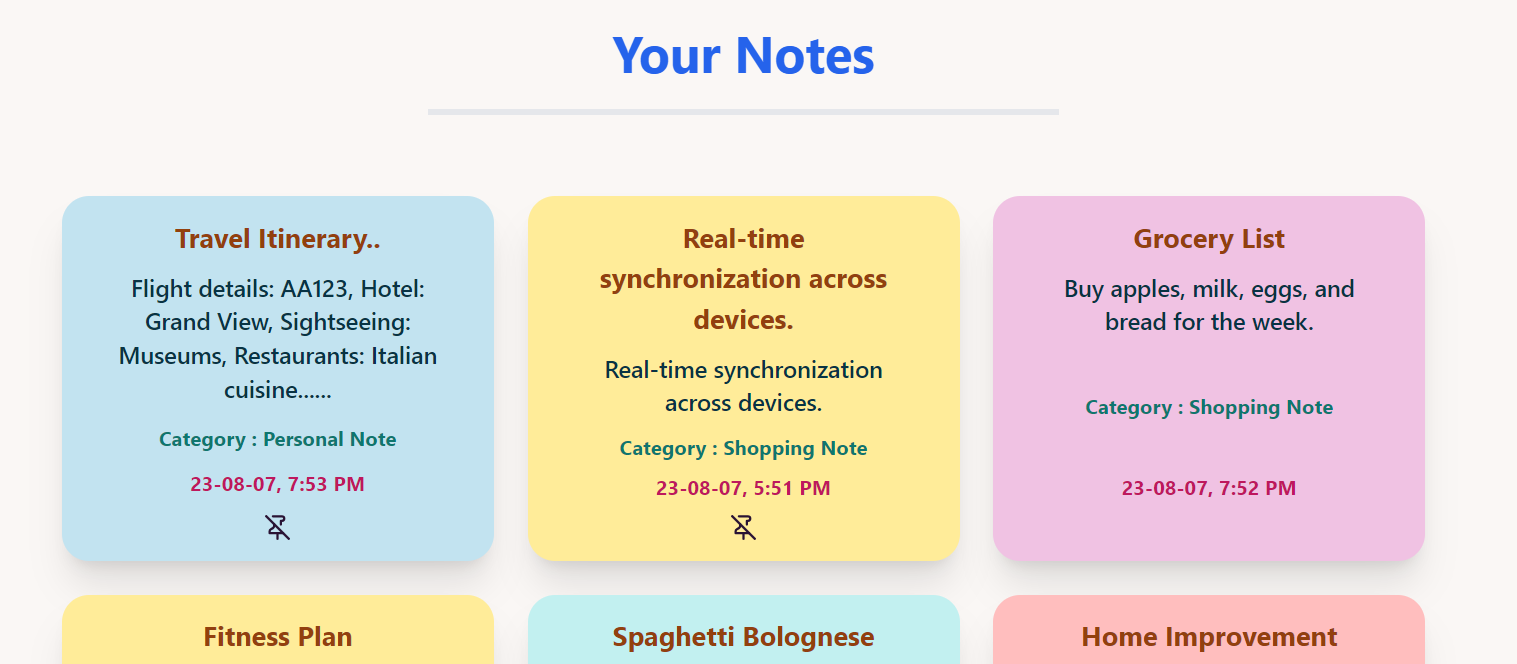 Your Notes
Travel Itinerary..
Flight details: AA123, Hotel:
Grand View, Sightseeing:
Museums, Restaurants: Italian
cuisine......
Category : Personal Note
23-08-07, 7:53 PM
Real-time
synchronization across
devices.
Real-time synchronization
across devices.
Category : Shopping Note
23-08-07, 5:51 PM
Grocery List
Buy apples, milk, eggs, and
bread for the week.
Category : Shopping Note
23-08-07, 7:52 PM
Fitness Plan
Spaghetti Bolognese
Home Improvement